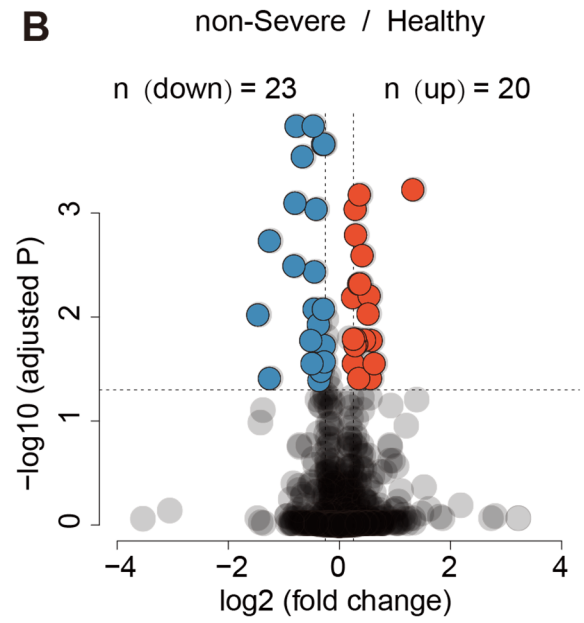 B
non-Severe / Healthy
n (down) = 23
n (up) = 20
−log10 (adjusted P)
3
2
1
0
−4 −2 0 2 4
log2 (fold change)